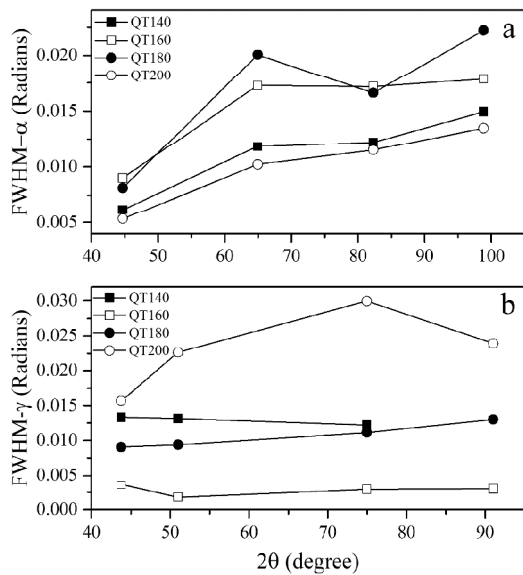 a
QT140
QT160
QT180
QT200
FWHM-α (Radians)
0.020
0.015
0.010
0.005
40 50 60 70 80 90 100
b
QT140
QT160
QT180
QT200
FWHM-γ (Radians)
0.030
0.025
0.020
0.015
0.010
0.005
0.000
40 50 60 70 80 90
2θ (degree)